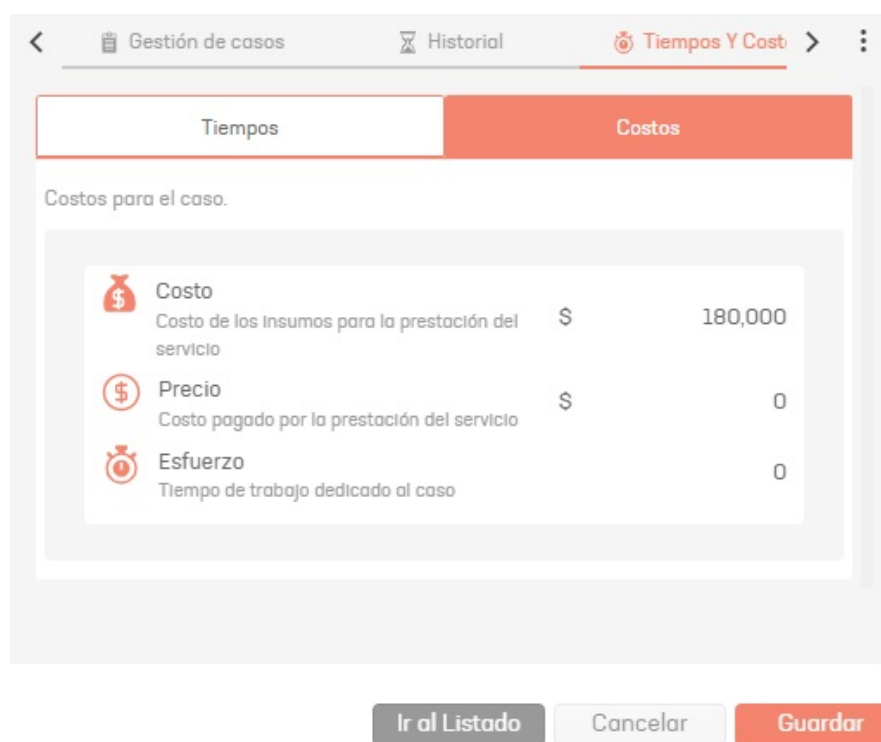 Gestión de casos
Historial
Tiempos Y Cost
Tiempos
Costos
Costos para el caso.
Costo
Costo de los insumos para la prestación del
servicio
$ 180,000
Precio
Costo pagado por la prestación del servicio
$ 0
Esfuerzo
Tiempo de trabajo dedicado al caso
0
Ir al Listado
Cancelar
Guardar